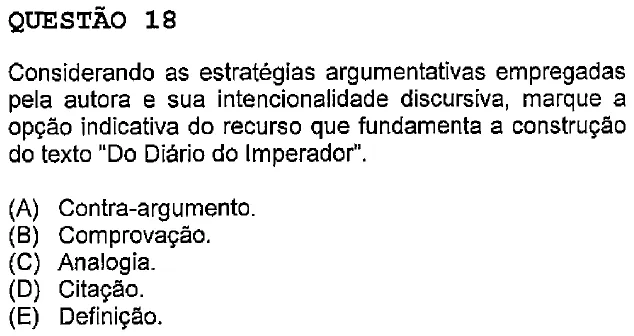 QUESTÃO 18
Considerando as estratégias argumentativas empregadas
pela autora e sua intencionalidade discursiva, marque a
opção indicativa do recurso que fundamenta a construção
do texto "Do Diário do Imperador".
(A) Contra-argumento.
(B) Comprovação.
(C) Analogia.
(D) Citação.
(E) Definição.